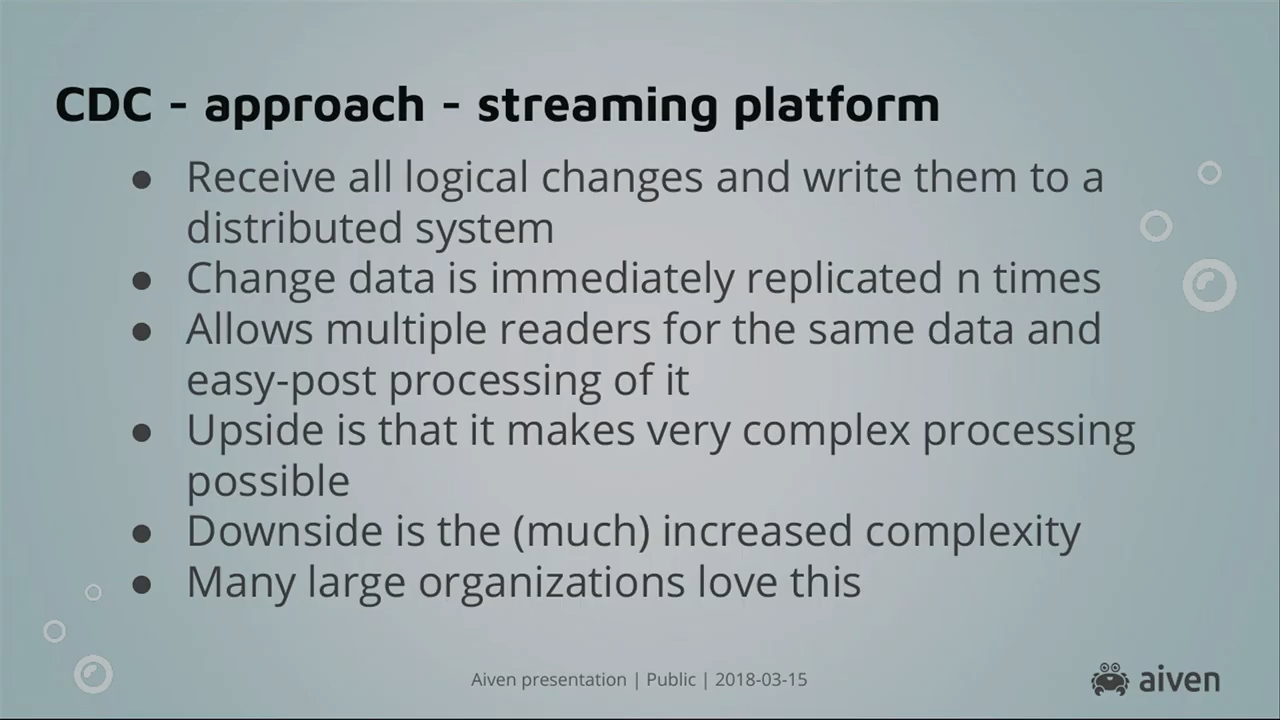 CDC - approach - streaming platform
● Receive all logical changes and write them to a
distributed system
● Change data is immediately replicated n times
● Allows multiple readers for the same data and
easy-post processing of it
● Upside is that it makes very complex processing
possible
● Downside is the (much) increased complexity
● Many large organizations love this
Aiven presentation | Public | 2018-03-15
aiven